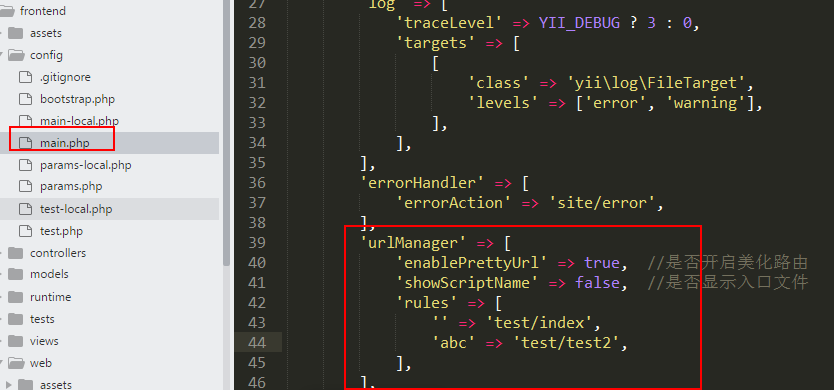 frontend
assets
config
.gitignore
bootstrap.php
main-local.php
main.php
params-local.php
params.php
test-local.php
test.php
controllers
models
runtime
tests
views
web
assets
27 'log' => [
28 'traceLevel' => YII_DEBUG ? 3 : 0,
29 'targets' => [
30 [
31 'class' => 'yii\log\FileTarget',
32 'levels' => ['error', 'warning'],
33 ],
34 ],
35 ],
36 'errorHandler' => [
37 'errorAction' => 'site/error',
38 ],
39 'urlManager' => [
40 'enablePrettyUrl' => true, //是否开启美化路由
41 'showScriptName' => false, //是否显示入口文件
42 'rules' => [
43 '' => 'test/index',
44 'abc' => 'test/test2',
45 ],
46 ],